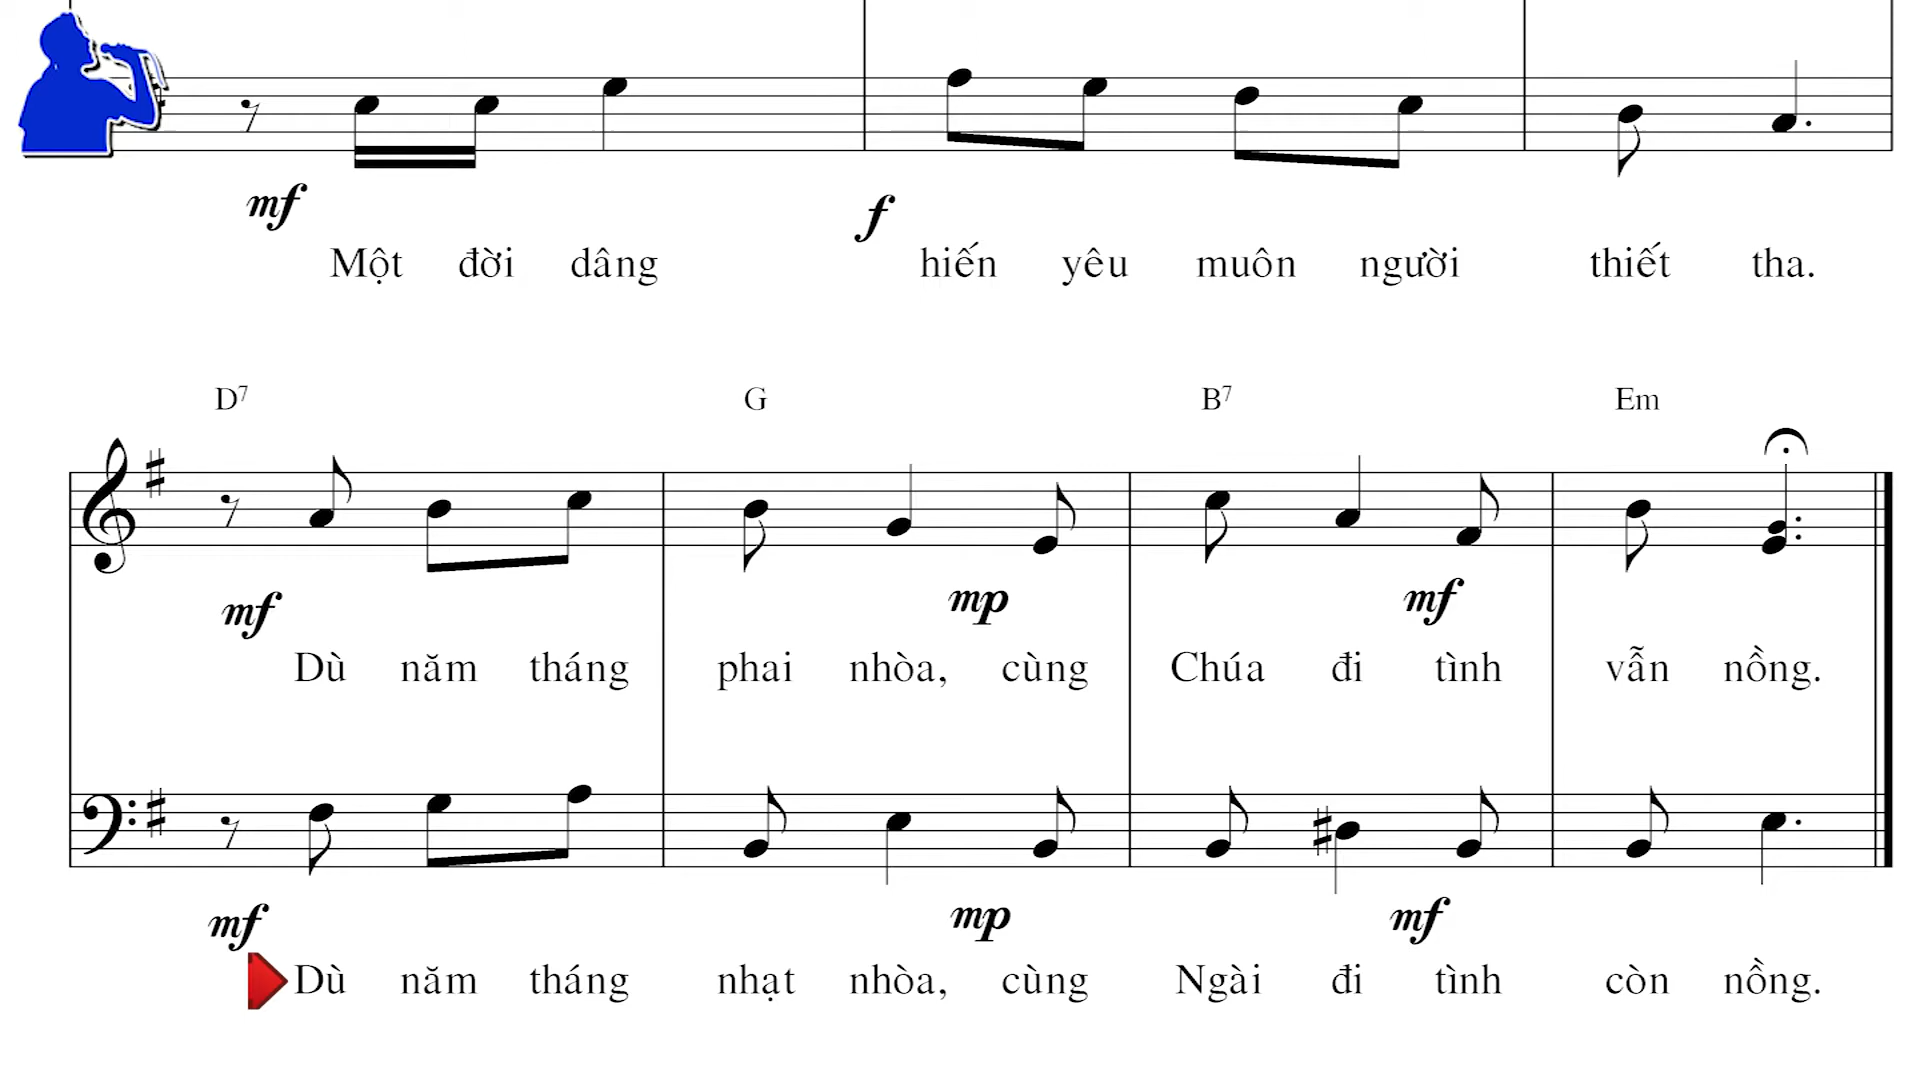 mf f
Một đời dâng hiến yêu muôn người thiết tha.
D7 G B7 Em
mf mp mf
Dù năm tháng phai nhòa, cùng Chúa đi tình vẫn nồng.
mf mp mf
Dù năm tháng nhạt nhòa, cùng Ngài đi tình còn nồng.